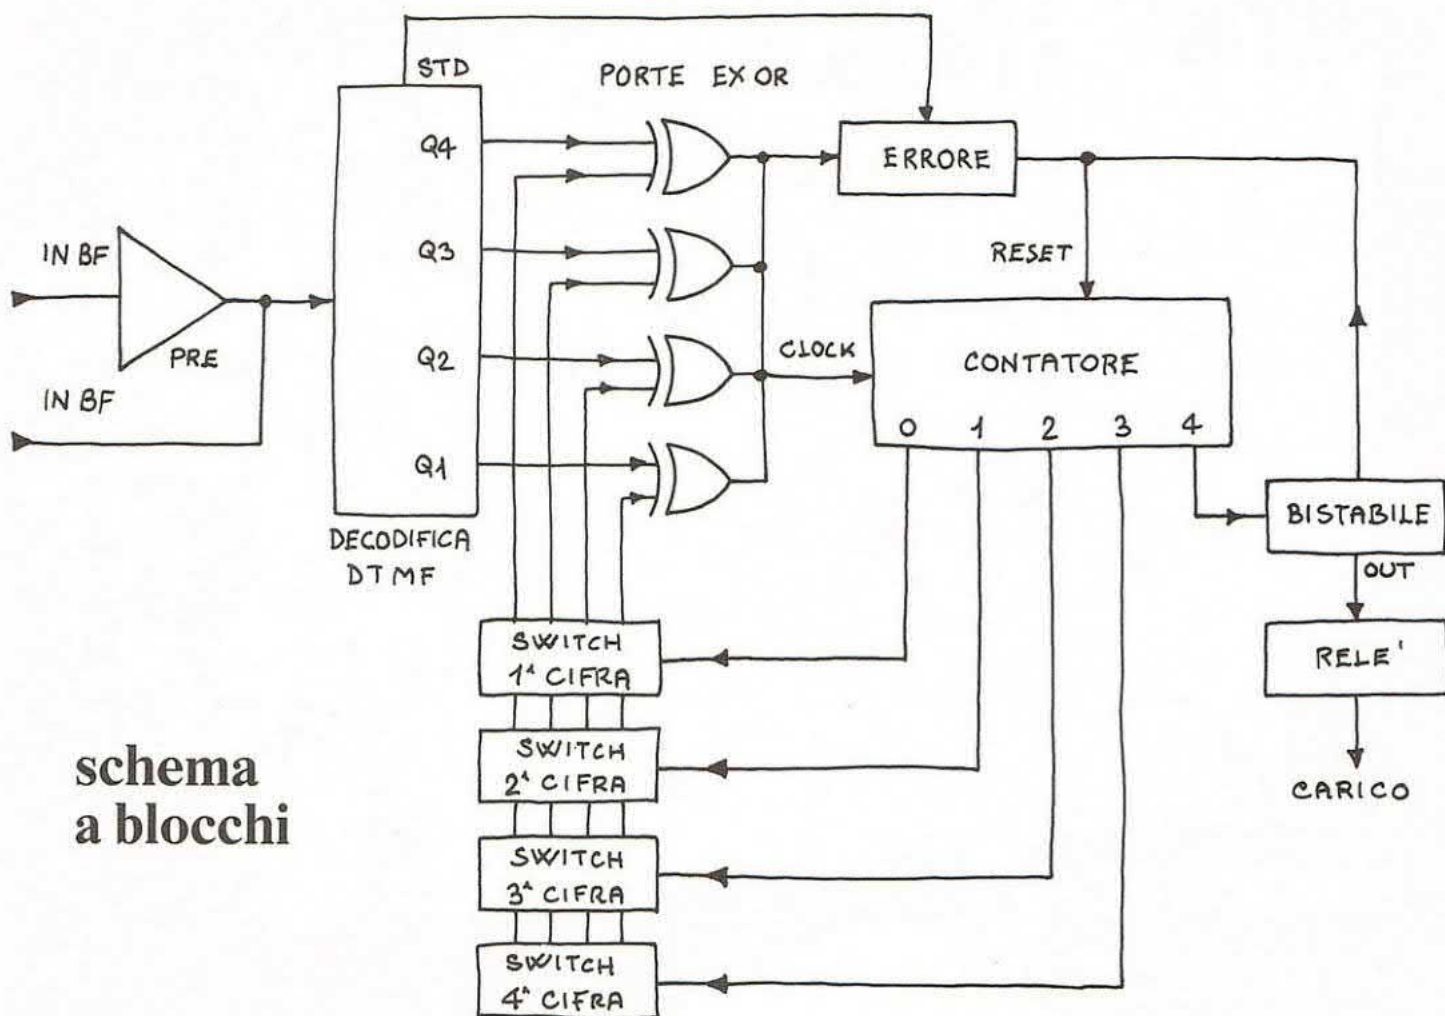 STD
PORTE EX OR
Q4
ERRORE
IN BF
Q3
RESET
PRE
Q2
CLOCK
CONTATORE
IN BF
0 1 2 3 4
Q1
BISTABILE
DECODIFICA
DTMF
OUT
SWITCH
1ª CIFRA
RELE'
SWITCH
2ª CIFRA
CARICO
schema
a blocchi
SWITCH
3ª CIFRA
SWITCH
4ª CIFRA